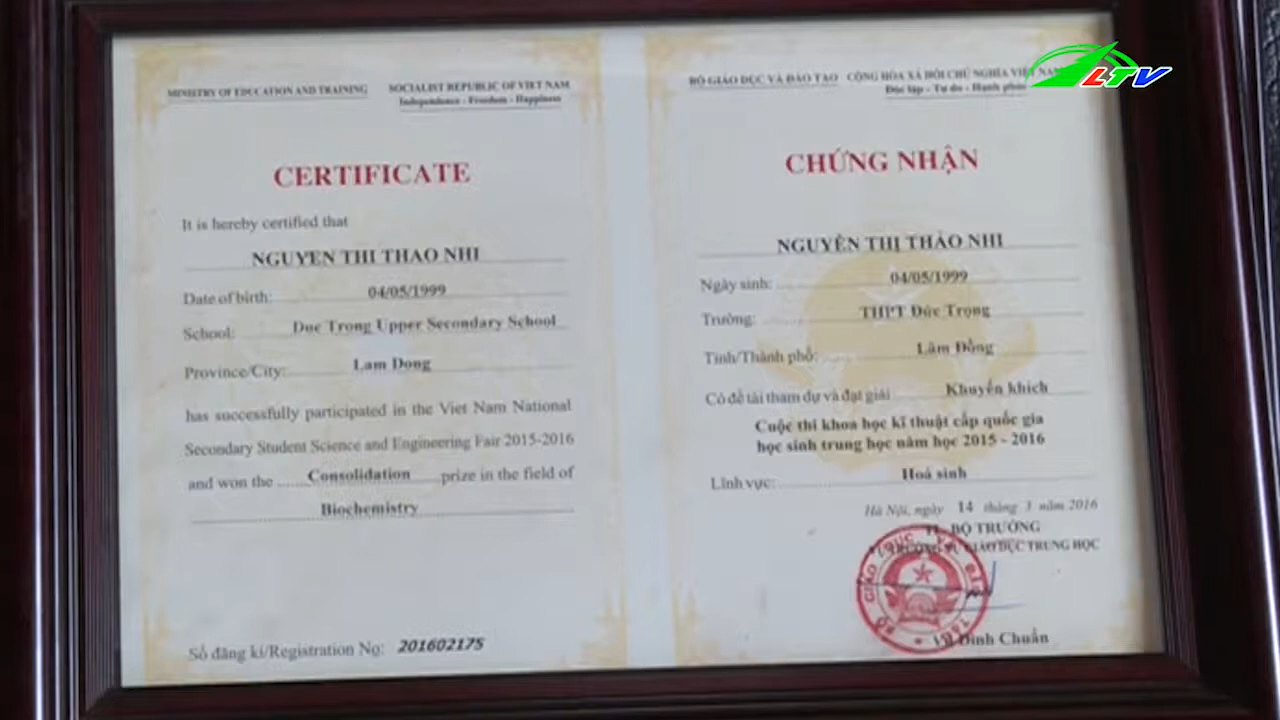 MINISTRY OF EDUCATION AND TRAINING
SOCIALIST REPUBLIC OF VIET NAM
Independence - Freedom - Happiness
CERTIFICATE
It is hereby certified that
NGUYEN THI THAO NHI
Date of birth: 04/05/1999
School: Duc Trong Upper Secondary School
Province/City: Lam Dong
has successfully participated in the Viet Nam National
Secondary Student Science and Engineering Fair 2015-2016
and won the Consolidation prize in the field of
Biochemistry
Số đăng kí/Registration No: 201602175
BỘ GIÁO DỤC VÀ ĐÀO TẠO
CỘNG HÒA XÃ HỘI CHỦ NGHĨA VIỆT NAM
Độc lập - Tự do - Hạnh phúc
CHỨNG NHẬN
NGUYỄN THỊ THẢO NHI
Ngày sinh: 04/05/1999
Trường: THPT Đức Trọng
Tỉnh/Thành phố: Lâm Đồng
Có đề tài tham dự và đạt giải Khuyến khích
Cuộc thi khoa học kĩ thuật cấp quốc gia
học sinh trung học năm học 2015 - 2016
Lĩnh vực: Hoá sinh
Hà Nội, ngày 14 tháng 3 năm 2016
TL. BỘ TRƯỞNG
VỤ GIÁO DỤC TRUNG HỌC
Vũ Đình Chuẩn
LTV